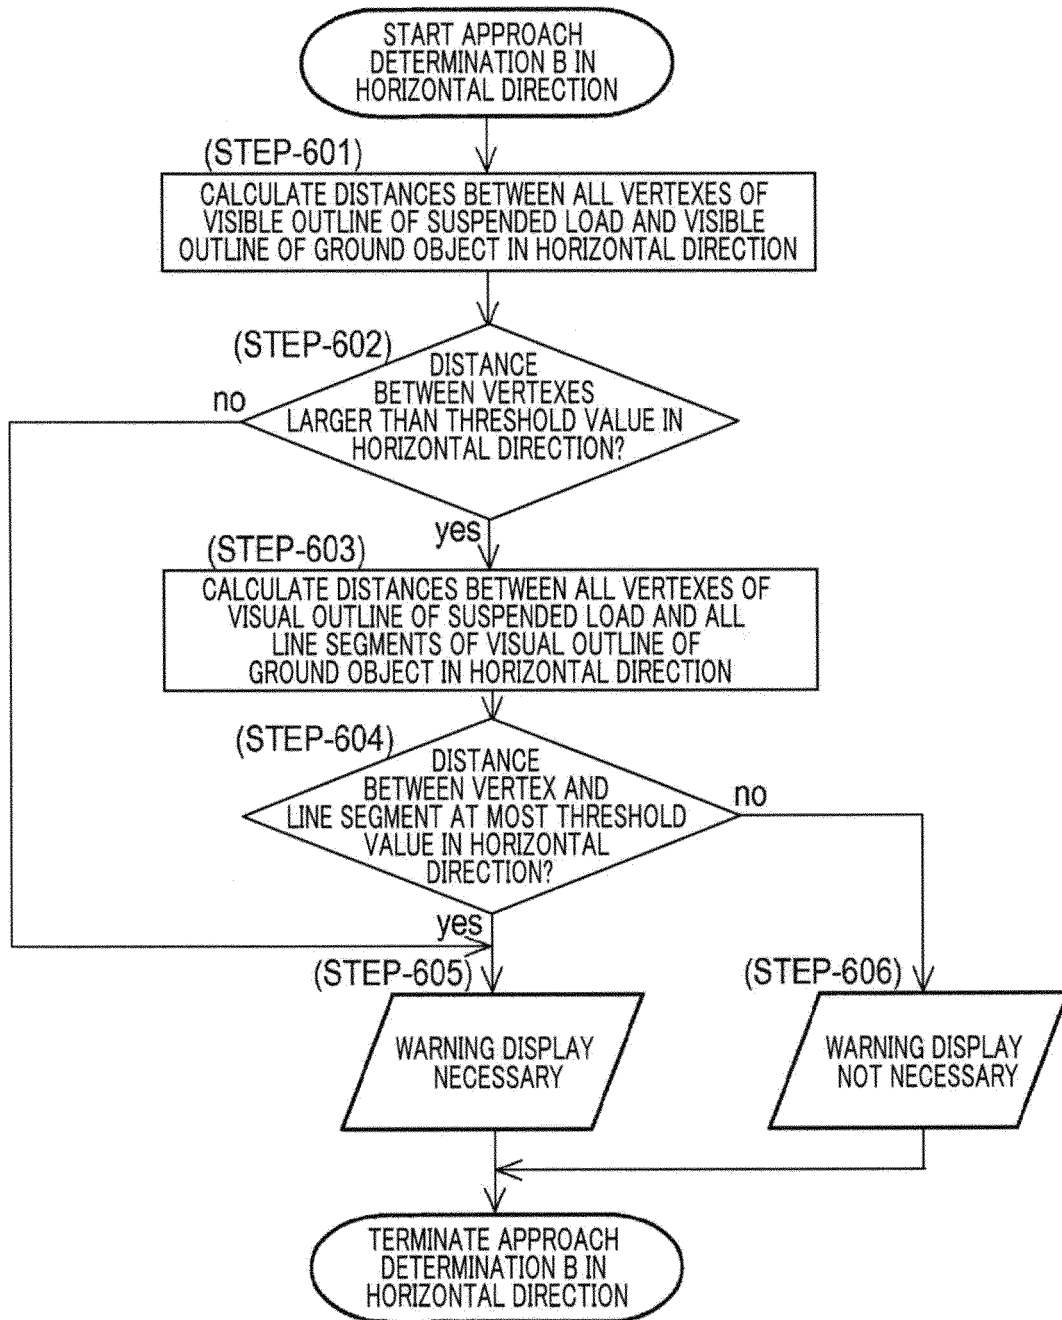 START APPROACH
DETERMINATION B IN
HORIZONTAL DIRECTION
(STEP-601)
CALCULATE DISTANCES BETWEEN ALL VERTEXES OF
VISIBLE OUTLINE OF SUSPENDED LOAD AND VISIBLE
OUTLINE OF GROUND OBJECT IN HORIZONTAL DIRECTION
(STEP-602)
DISTANCE
BETWEEN VERTEXES
LARGER THAN THRESHOLD VALUE IN
HORIZONTAL DIRECTION?
no
yes
(STEP-603)
CALCULATE DISTANCES BETWEEN ALL VERTEXES OF
VISUAL OUTLINE OF SUSPENDED LOAD AND ALL
LINE SEGMENTS OF VISUAL OUTLINE OF
GROUND OBJECT IN HORIZONTAL DIRECTION
(STEP-604)
DISTANCE
BETWEEN VERTEX AND
LINE SEGMENT AT MOST THRESHOLD
VALUE IN HORIZONTAL
DIRECTION?
no
yes
(STEP-605)
WARNING DISPLAY
NECESSARY
(STEP-606)
WARNING DISPLAY
NOT NECESSARY
TERMINATE APPROACH
DETERMINATION B IN
HORIZONTAL DIRECTION